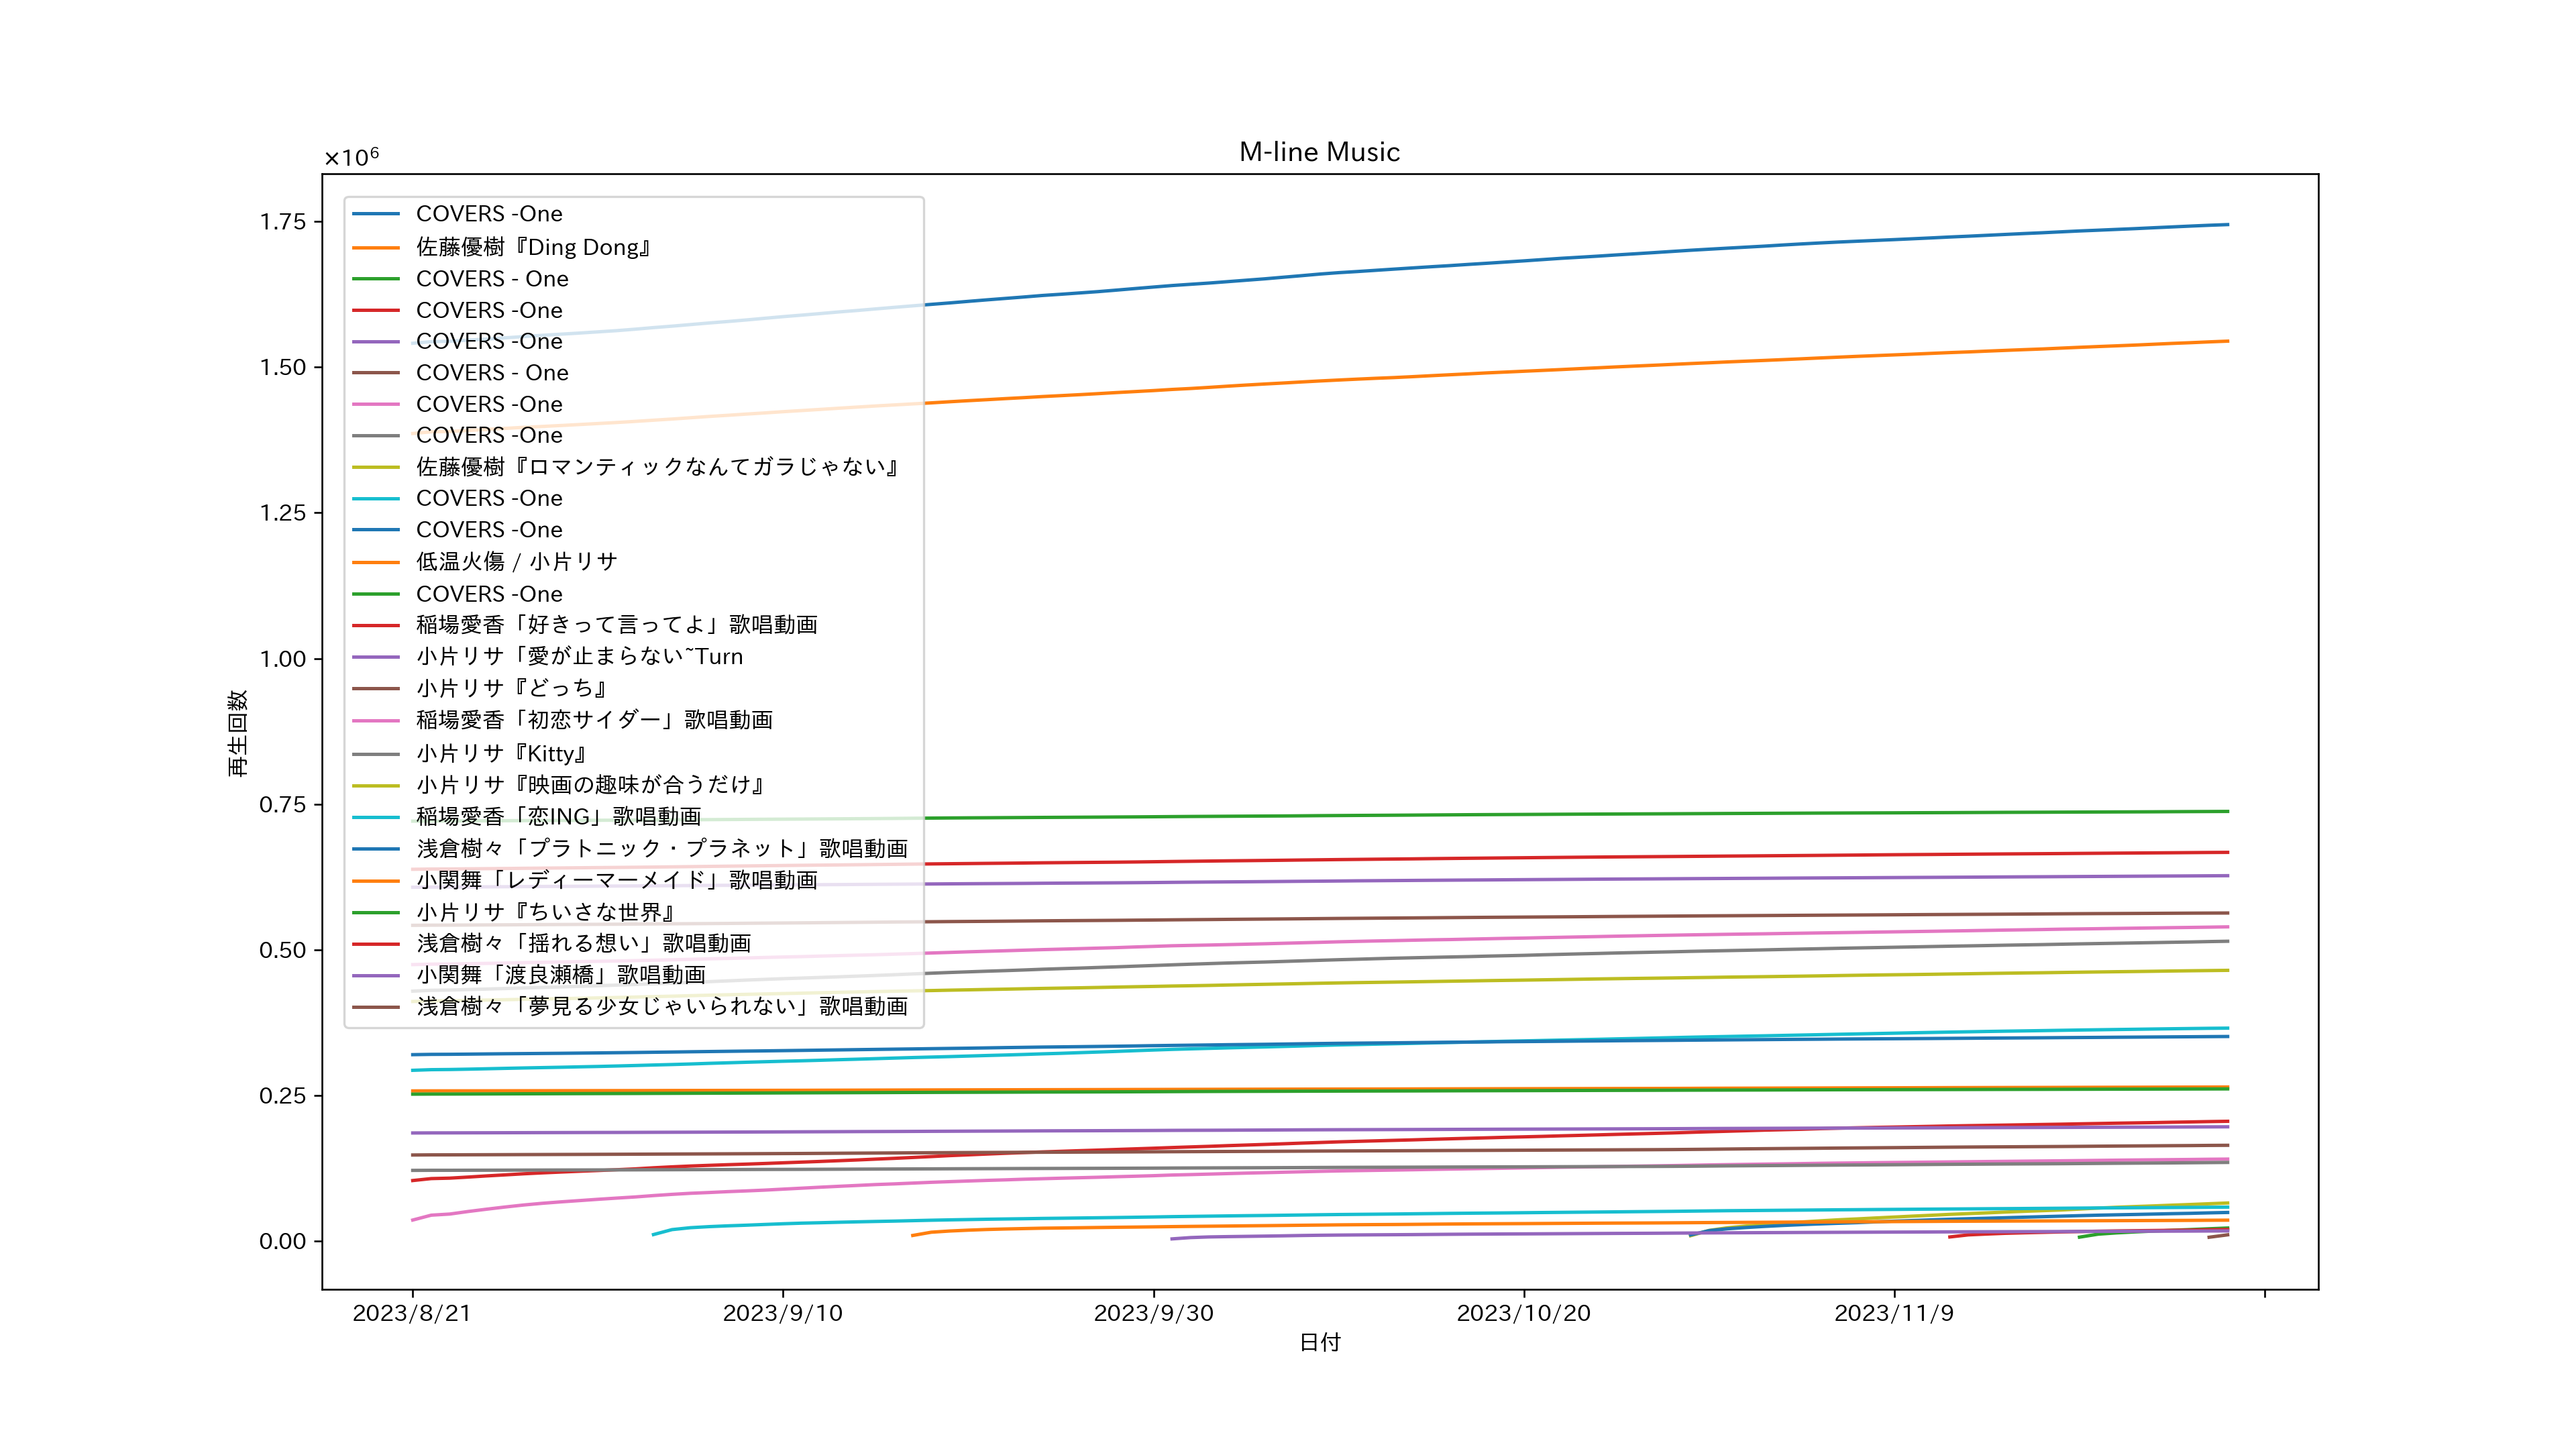 M-line Music
×10⁶
1.75
1.50
1.25
1.00
0.75
0.50
0.25
0.00
再生回数
COVERS -One
佐藤優樹『Ding Dong』
COVERS - One
COVERS -One
COVERS -One
COVERS - One
COVERS -One
COVERS -One
佐藤優樹『ロマンティックなんてガラじゃない』
COVERS -One
COVERS -One
低温火傷 / 小片リサ
COVERS -One
稲場愛香「好きって言ってよ」歌唱動画
小片リサ「愛が止まらない~Turn
小片リサ『どっち』
稲場愛香「初恋サイダー」歌唱動画
小片リサ『Kitty』
小片リサ『映画の趣味が合うだけ』
稲場愛香「恋ING」歌唱動画
浅倉樹々「プラトニック・プラネット」歌唱動画
小関舞「レディーマーメイド」歌唱動画
小片リサ『ちいさな世界』
浅倉樹々「揺れる想い」歌唱動画
小関舞「渡良瀬橋」歌唱動画
浅倉樹々「夢見る少女じゃいられない」歌唱動画
2023/8/21
2023/9/10
2023/9/30
2023/10/20
2023/11/9
日付